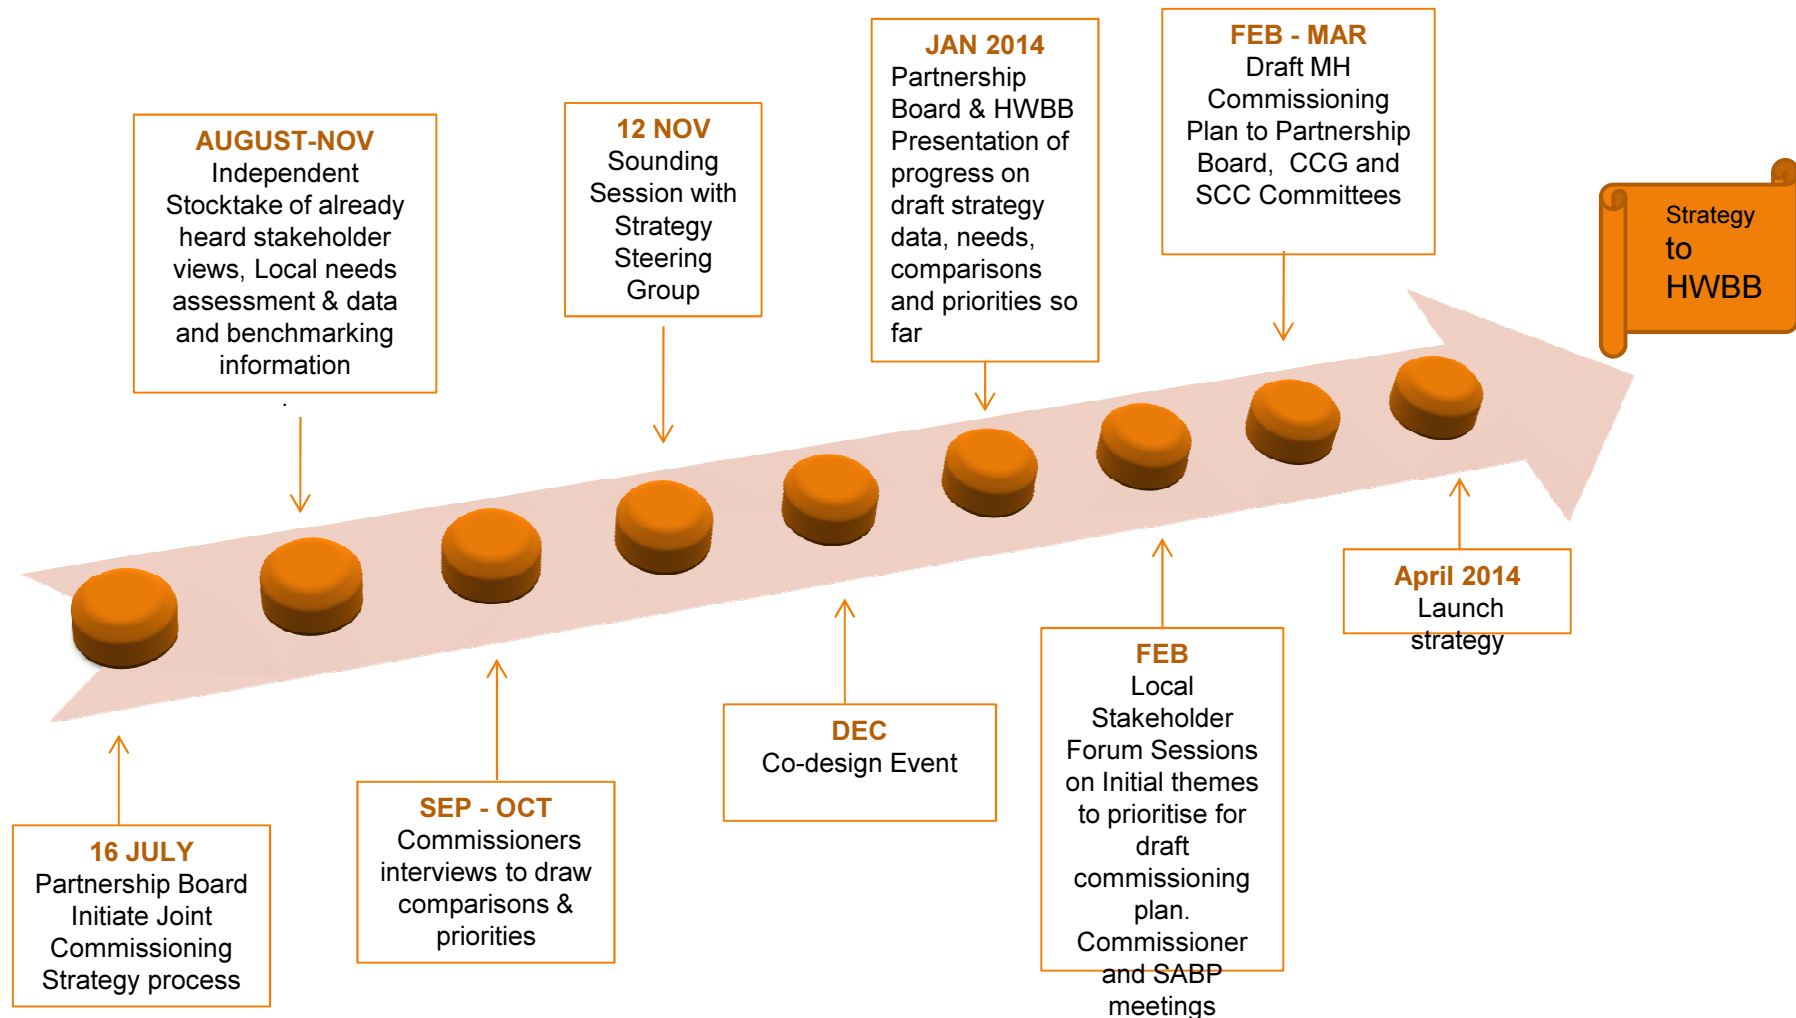 16 JULY
Partnership Board
Initiate Joint
Commissioning
Strategy process
AUGUST-NOV
Independent
Stocktake of already
heard stakeholder
views, Local needs
assessment & data
and benchmarking
information
.
SEP - OCT
Commissioners
interviews to draw
comparisons &
priorities
12 NOV
Sounding
Session with
Strategy
Steering
Group
DEC
Co-design Event
JAN 2014
Partnership
Board & HWBB
Presentation of
progress on
draft strategy
data, needs,
comparisons
and priorities so
far
FEB
Local
Stakeholder
Forum Sessions
on Initial themes
to prioritise for
draft
commissioning
plan.
Commissioner
and SABP
meetings
FEB - MAR
Draft MH
Commissioning
Plan to Partnership
Board, CCG and
SCC Committees
April 2014
Launch
strategy
Strategy
to
HWBB